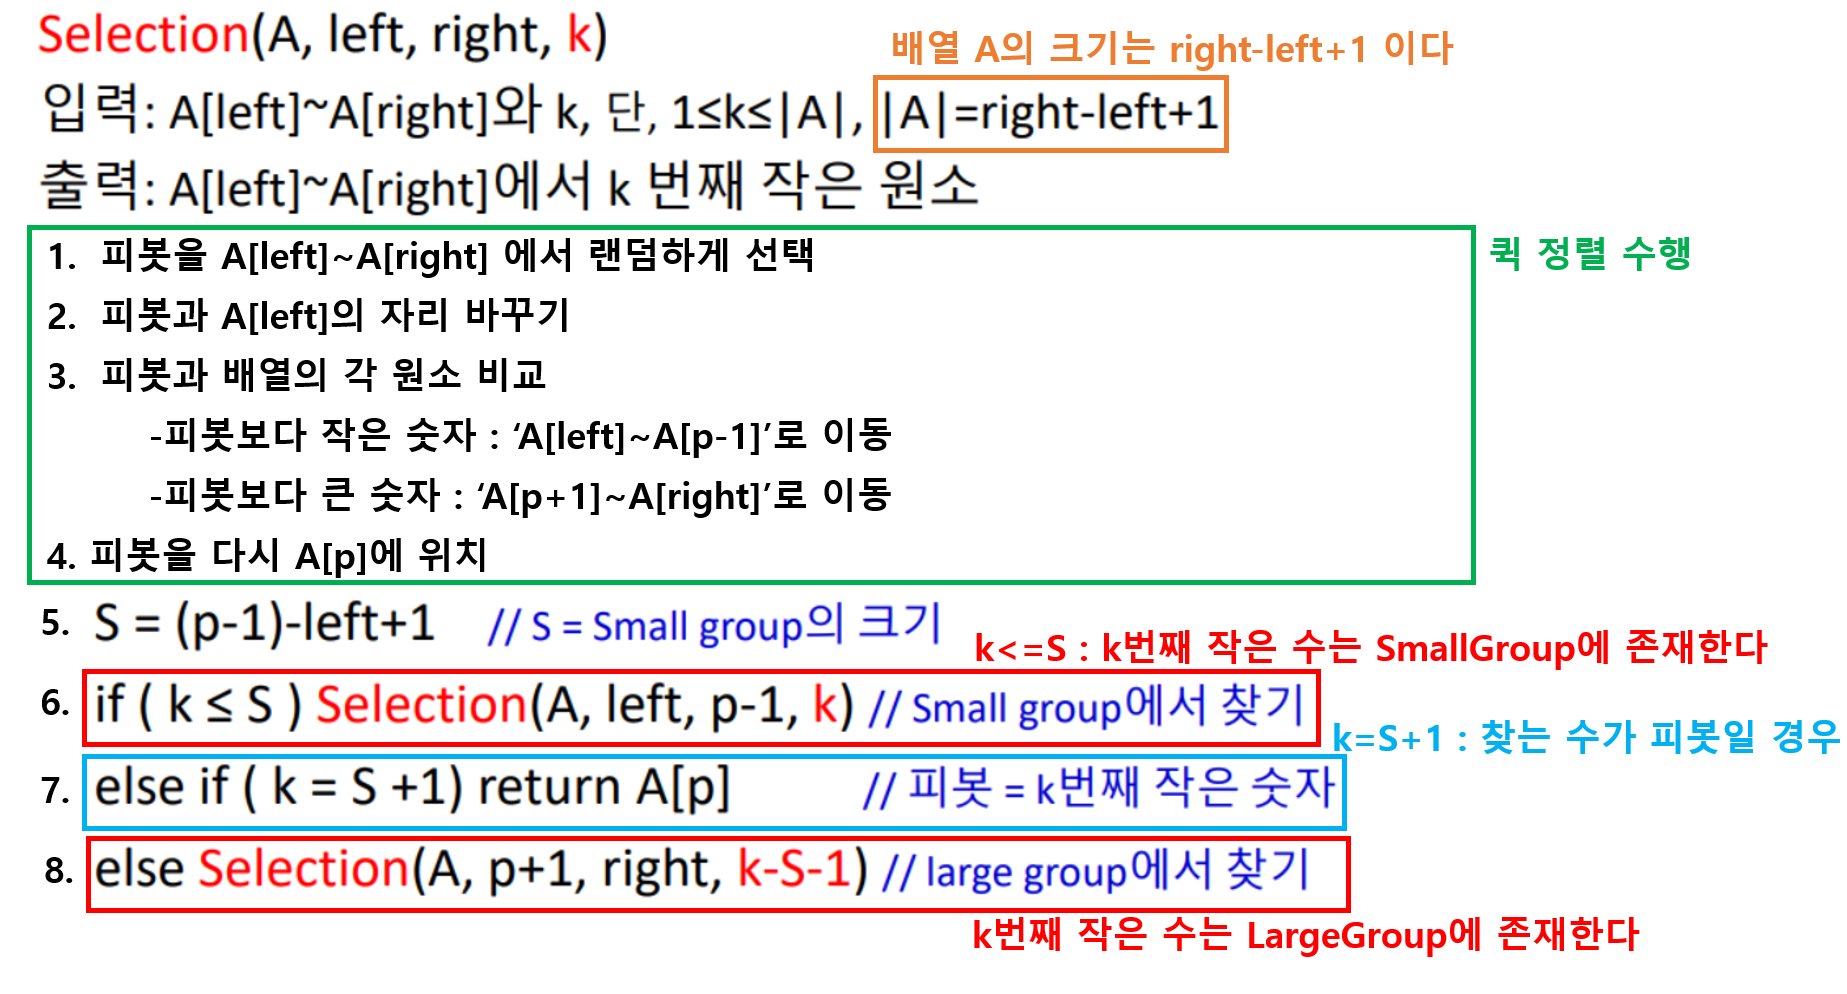 Selection(A, left, right, k)
배열 A의 크기는 right-left+1 이다
입력: A[left]~A[right]와 k, 단, 1≤k≤|A|, |A|=right-left+1
출력: A[left]~A[right]에서 k 번째 작은 원소
1. 피봇을 A[left]~A[right] 에서 랜덤하게 선택
퀵 정렬 수행
2. 피봇과 A[left]의 자리 바꾸기
3. 피봇과 배열의 각 원소 비교
-피봇보다 작은 숫자 : ‘A[left]~A[p-1]’로 이동
-피봇보다 큰 숫자 : ‘A[p+1]~A[right]’로 이동
4. 피봇을 다시 A[p]에 위치
5. S = (p-1)-left+1 // S = Small group의 크기
k<=S : k번째 작은 수는 SmallGroup에 존재한다
6. if ( k ≤ S ) Selection(A, left, p-1, k) // Small group에서 찾기
k=S+1 : 찾는 수가 피봇일 경우
7. else if ( k = S +1) return A[p] // 피봇 = k번째 작은 숫자
8. else Selection(A, p+1, right, k-S-1) // large group에서 찾기
k번째 작은 수는 LargeGroup에 존재한다